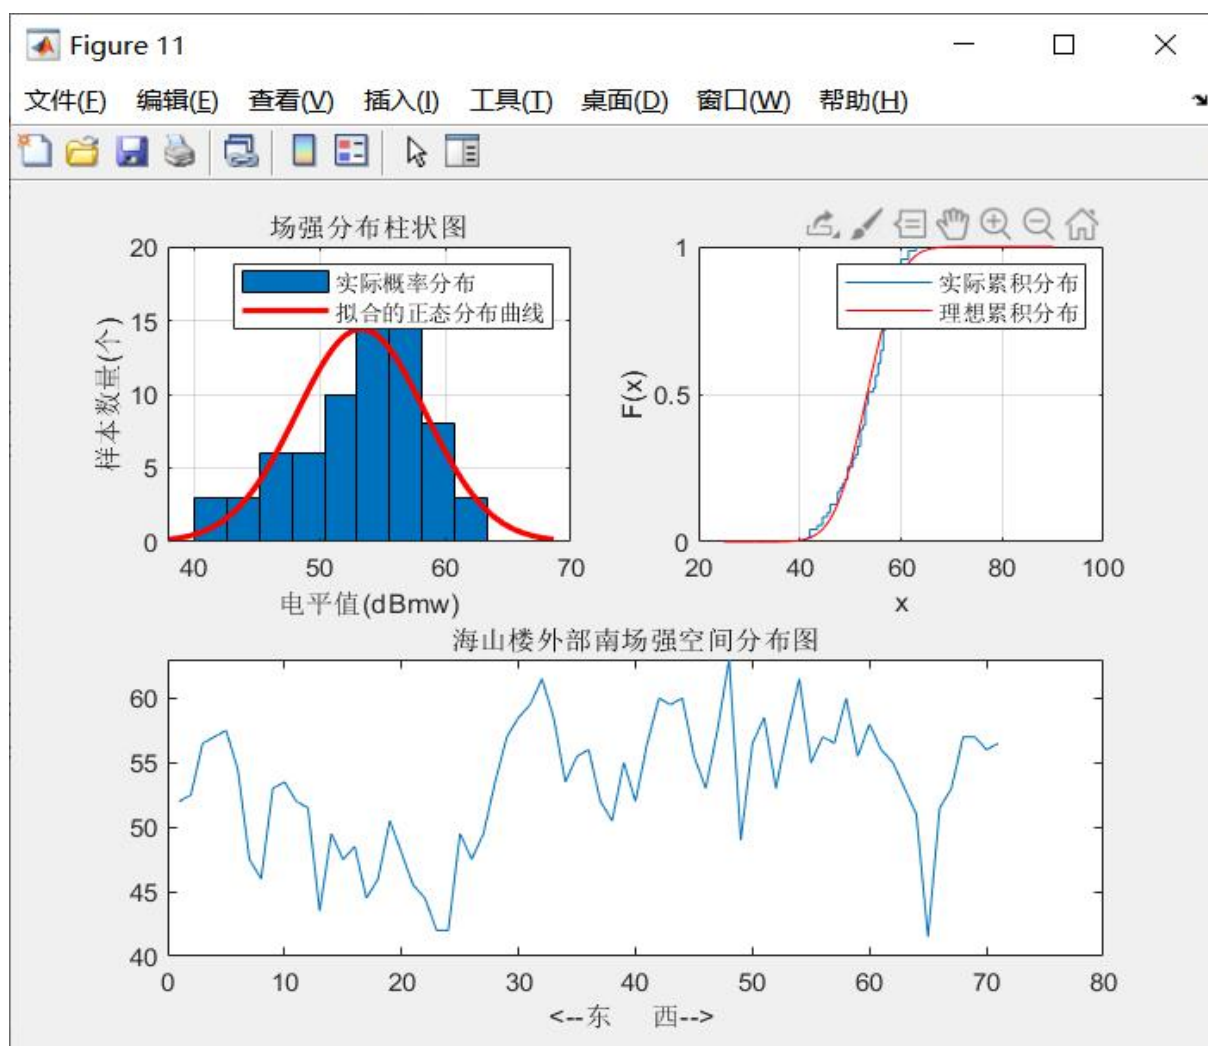 Figure 11
文件(F) 编辑(E) 查看(V) 插入(I) 工具(T) 桌面(D) 窗口(W) 帮助(H)
场强分布柱状图
20
15
10
5
0
样本数量(个)
实际概率分布
拟合的正态分布曲线
40 50 60 70
电平值(dBmw)
1
0.5
0
F(x)
实际累积分布
理想累积分布
20 40 60 80 100
x
海山楼外部南场强空间分布图
60
55
50
45
40
0 10 20 30 40 50 60 70 80
<--东 西-->